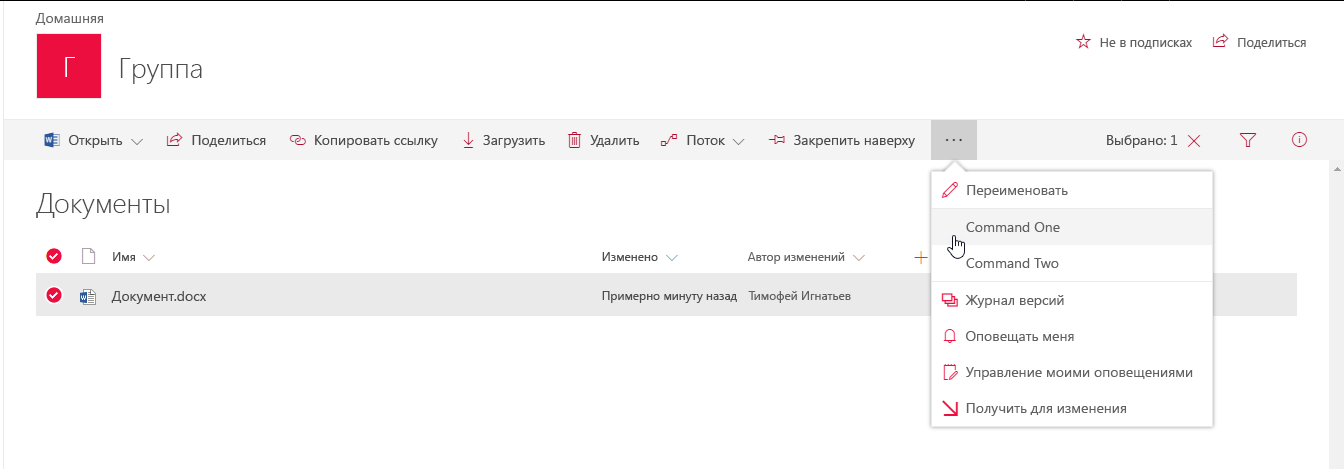 Домашняя
Г
Группа
Не в подписках Поделиться
Открыть Поделиться Копировать ссылку Загрузить Удалить Поток Закрепить наверху ... Выбрано: 1
Документы
Имя Изменено Автор изменений
Документ.docx Примерно минуту назад Тимофей Игнатьев
Переименовать
Command One
Command Two
Журнал версий
Оповещать меня
Управление моими оповещениями
Получить для изменения